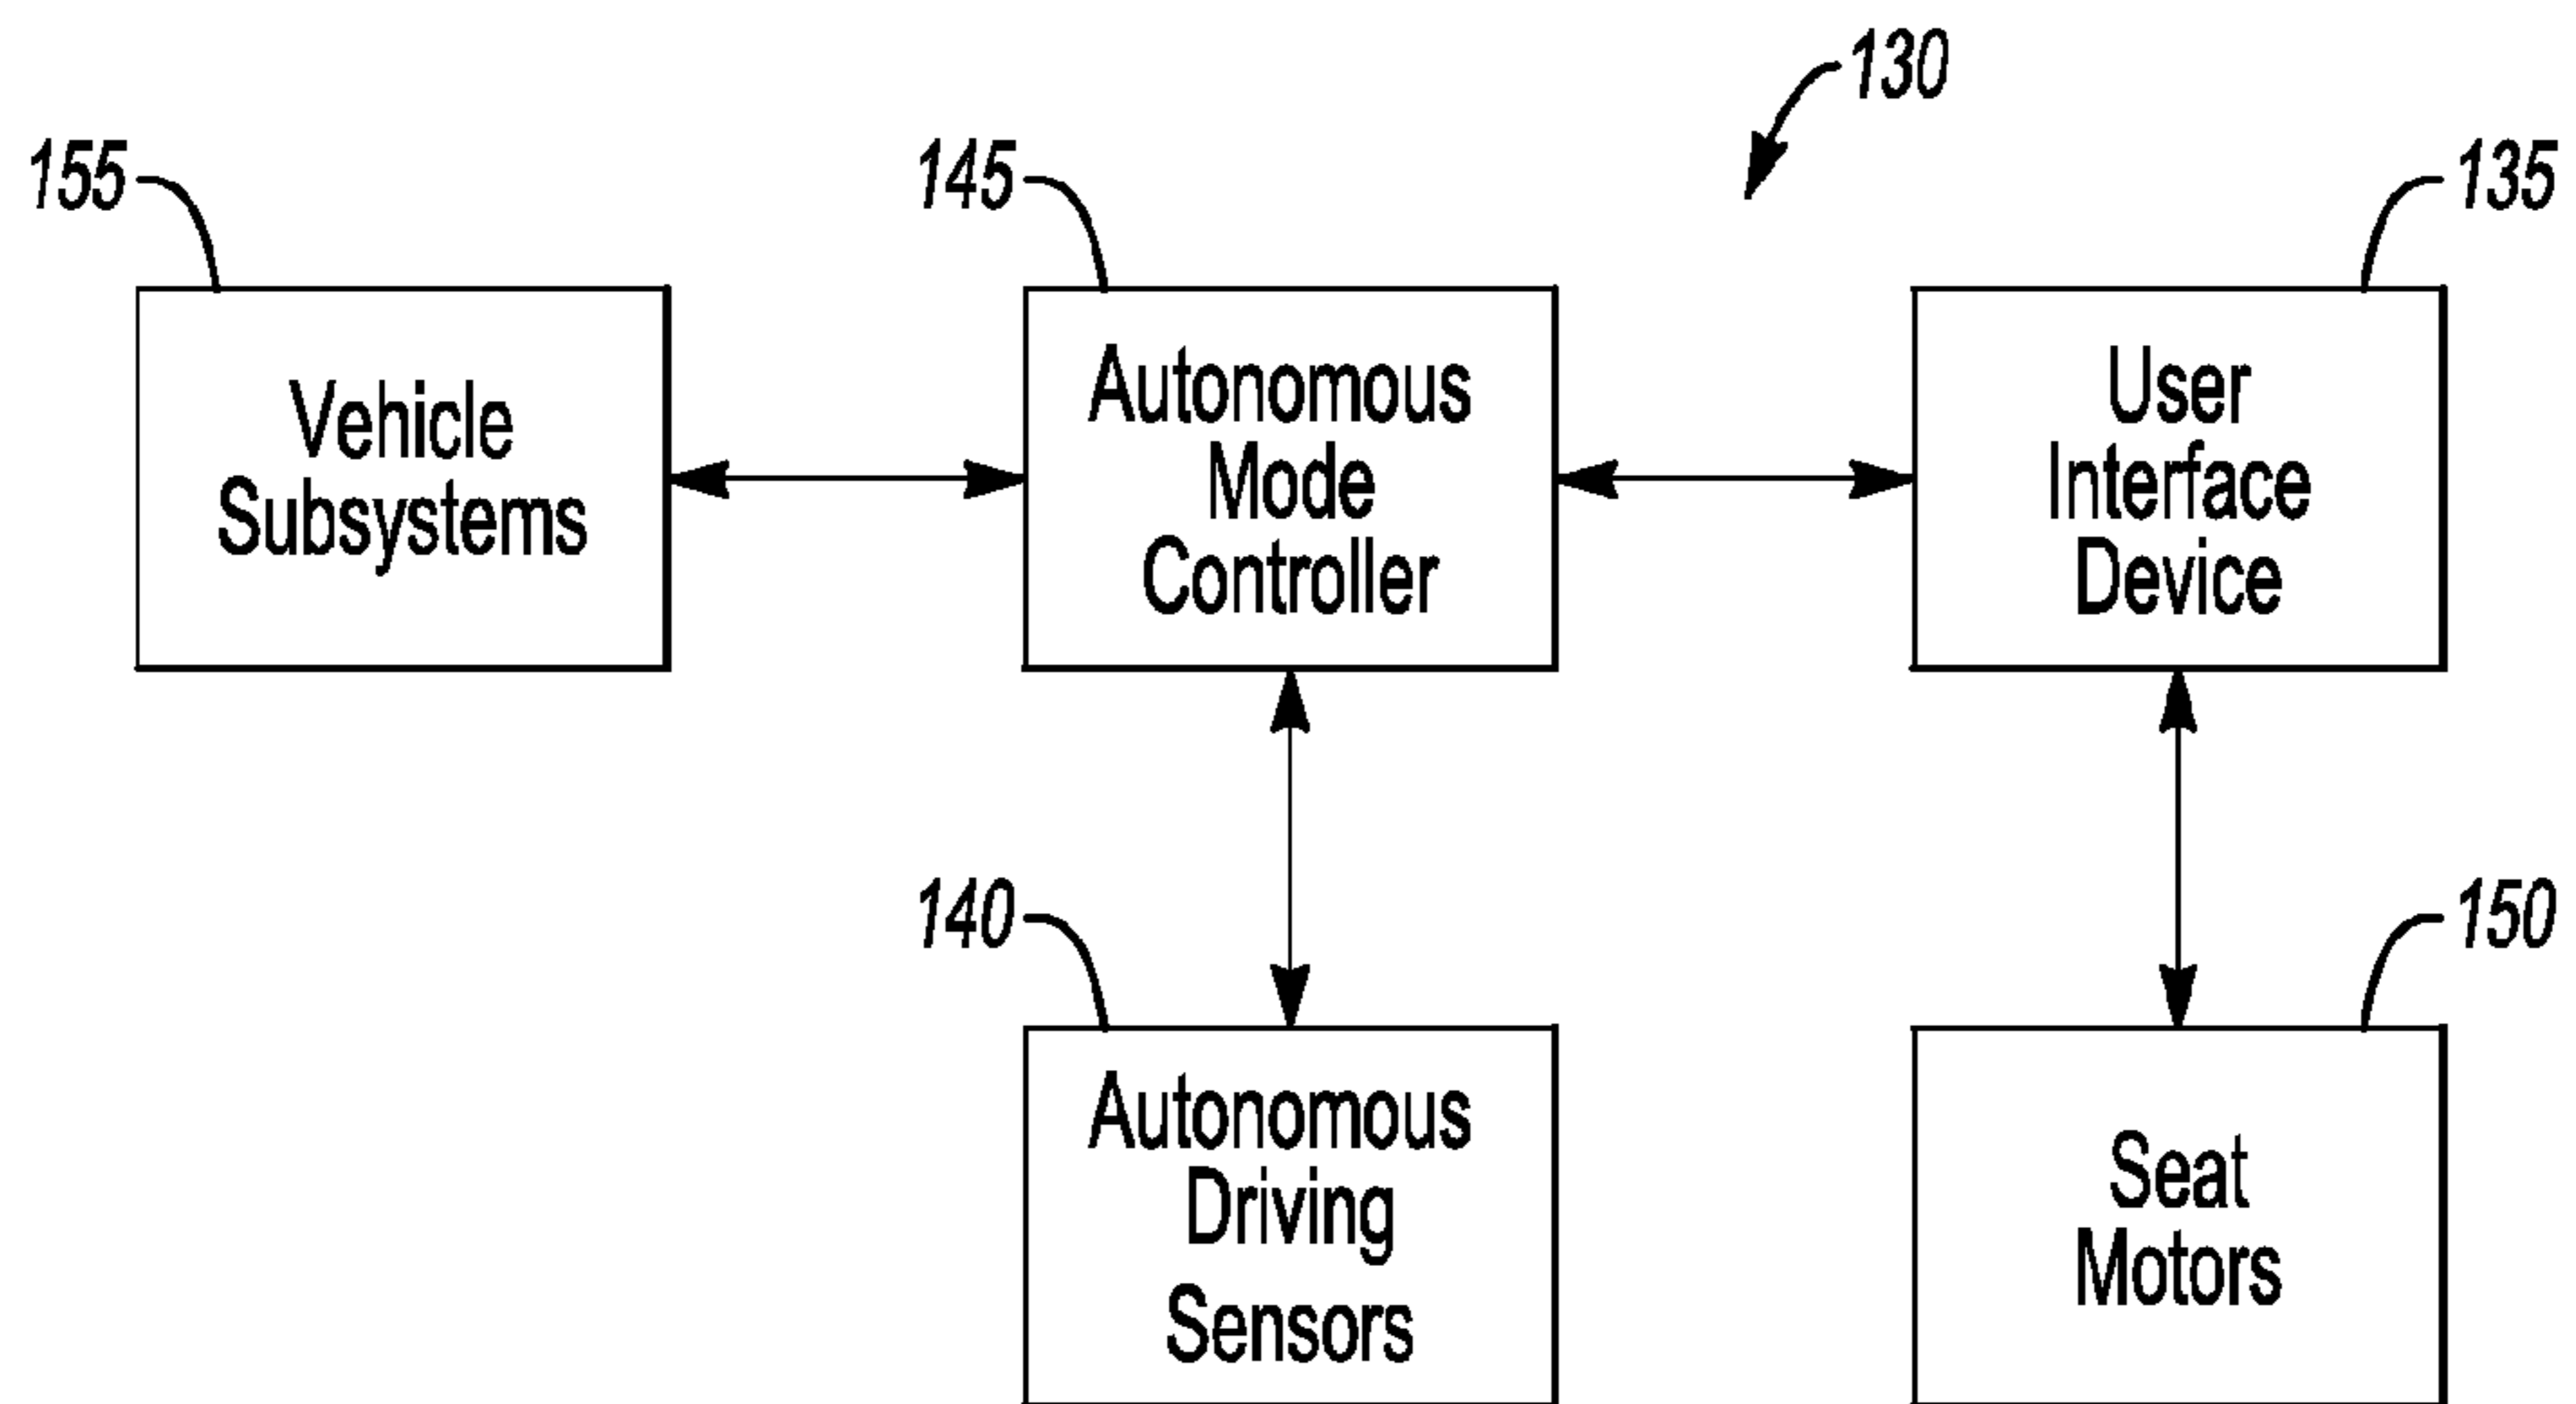 130
155
145
135
Vehicle
Subsystems
Autonomous
Mode
Controller
User
Interface
Device
140
150
Autonomous
Driving
Sensors
Seat
Motors